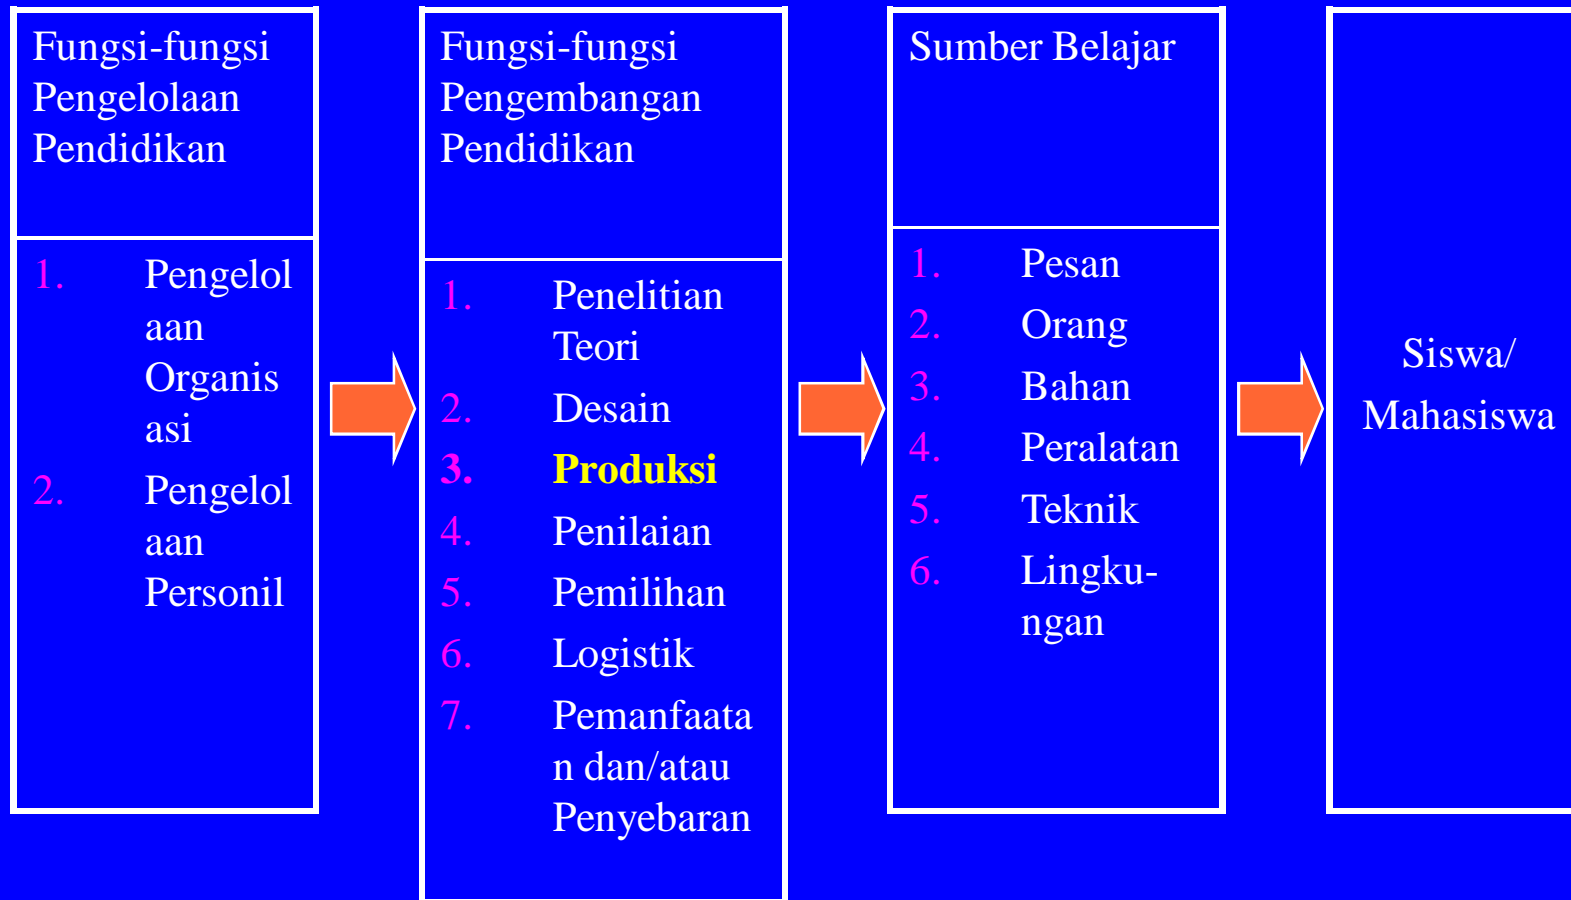 Fungsi-fungsi
Pengelolaan
Pendidikan
1. Pengelol
aan
Organis
asi
2. Pengelol
aan
Personil
Fungsi-fungsi
Pengembangan
Pendidikan
1. Penelitian
Teori
2. Desain
3. Produksi
4. Penilaian
5. Pemilihan
6. Logistik
7. Pemanfaata
n dan/atau
Penyebaran
Sumber Belajar
1. Pesan
2. Orang
3. Bahan
4. Peralatan
5. Teknik
6. Lingku-
ngan
Siswa/
Mahasiswa